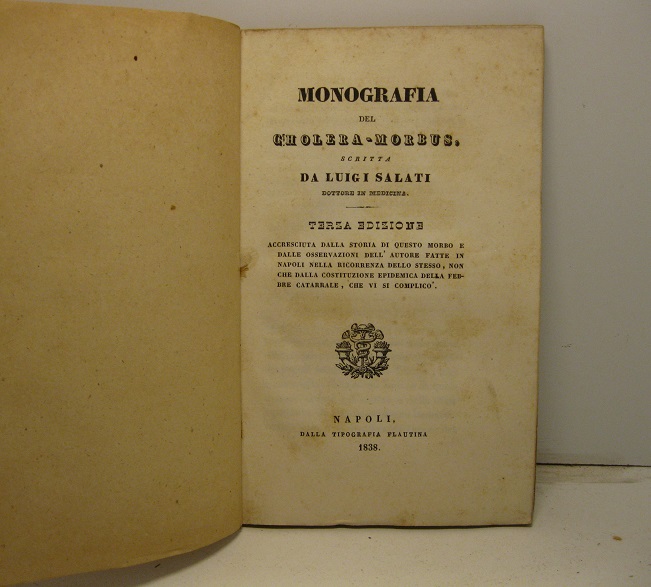 MONOGRAFIA
DEL
CHOLERA-MORBUS,
SCRITTA
DA LUIGI SALATI
DOTTORE IN MEDICINA.
TERZA EDIZIONE
ACCRESCIUTA DALLA STORIA DI QUESTO MORBO E
DALLE OSSERVAZIONI DELL' AUTORE FATTE IN
NAPOLI NELLA RICORRENZA DELLO STESSO, NON
CHE DALLA COSTITUZIONE EPIDEMICA DELLA FEB-
BRE CATARRALE, CHE VI SI COMPLICO'.
NAPOLI,
DALLA TIPOGRAFIA FLAUTINA
1838.